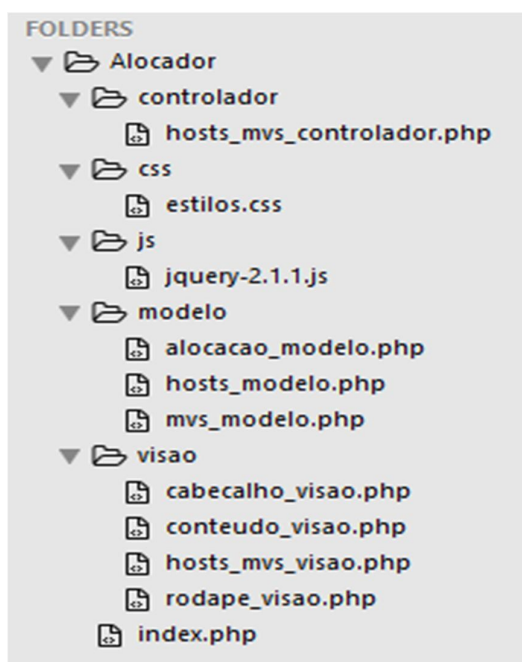 FOLDERS
Alocador
controlador
hosts_mvs_controlador.php
css
estilos.css
js
jquery-2.1.1.js
modelo
alocacao_modelo.php
hosts_modelo.php
mvs_modelo.php
visao
cabecalho_visao.php
conteudo_visao.php
hosts_mvs_visao.php
rodape_visao.php
index.php